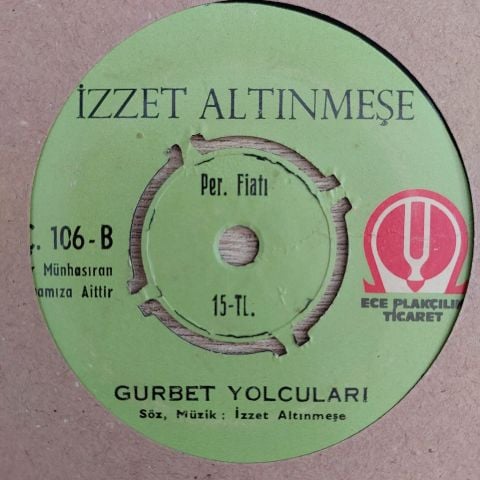 İZZET ALTINMEŞE
Per. Fiatı
106-B
Münhasıran
Aittir
15-TL.
ECE PLAKÇILIK
TİCARET
GURBET YOLCULARI
Söz, Müzik : İzzet Altınmeşe